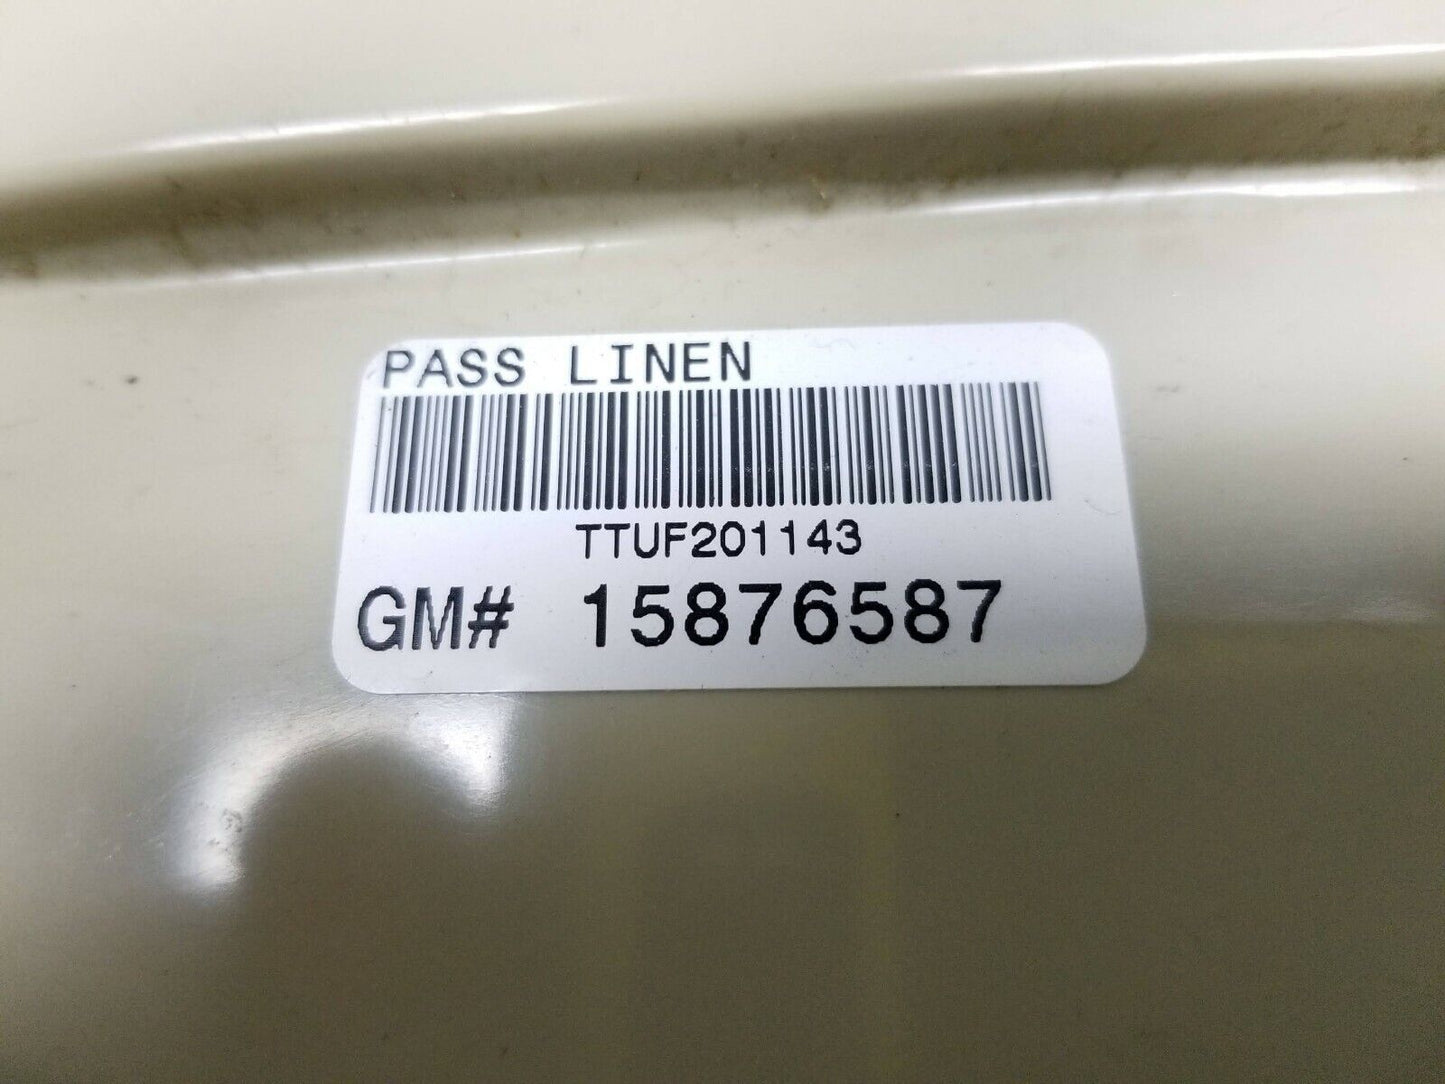 PASS LINEN
TTUF201143
GM# 15876587